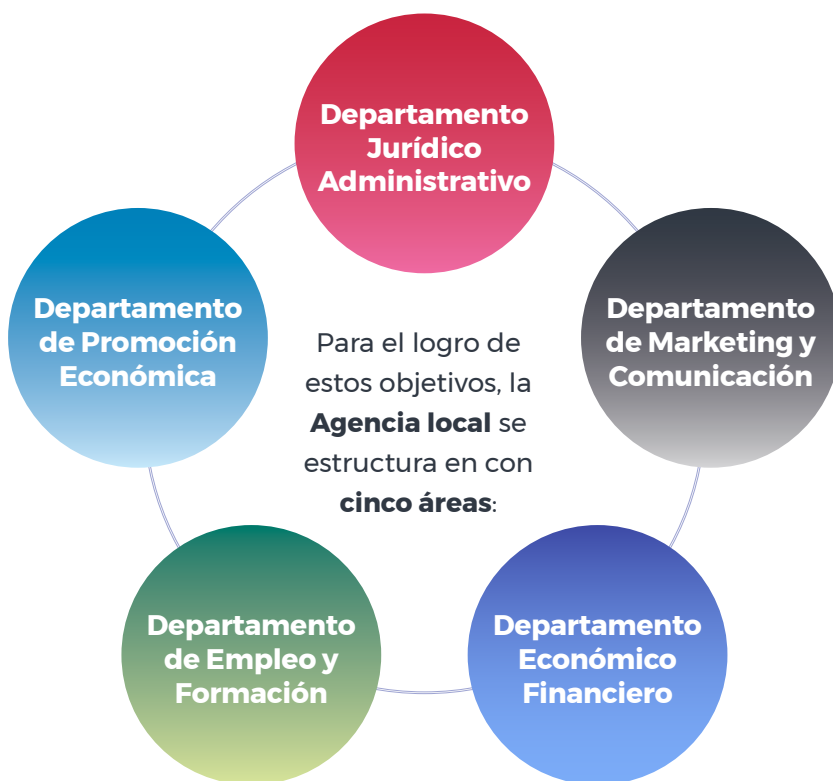 Departamento
Jurídico
Administrativo
Departamento
de Promoción
Económica
Departamento
de Marketing y
Comunicación
Para el logro de
estos objetivos, la
Agencia local se
estructura en con
cinco áreas:
Departamento
de Empleo y
Formación
Departamento
Económico
Financiero